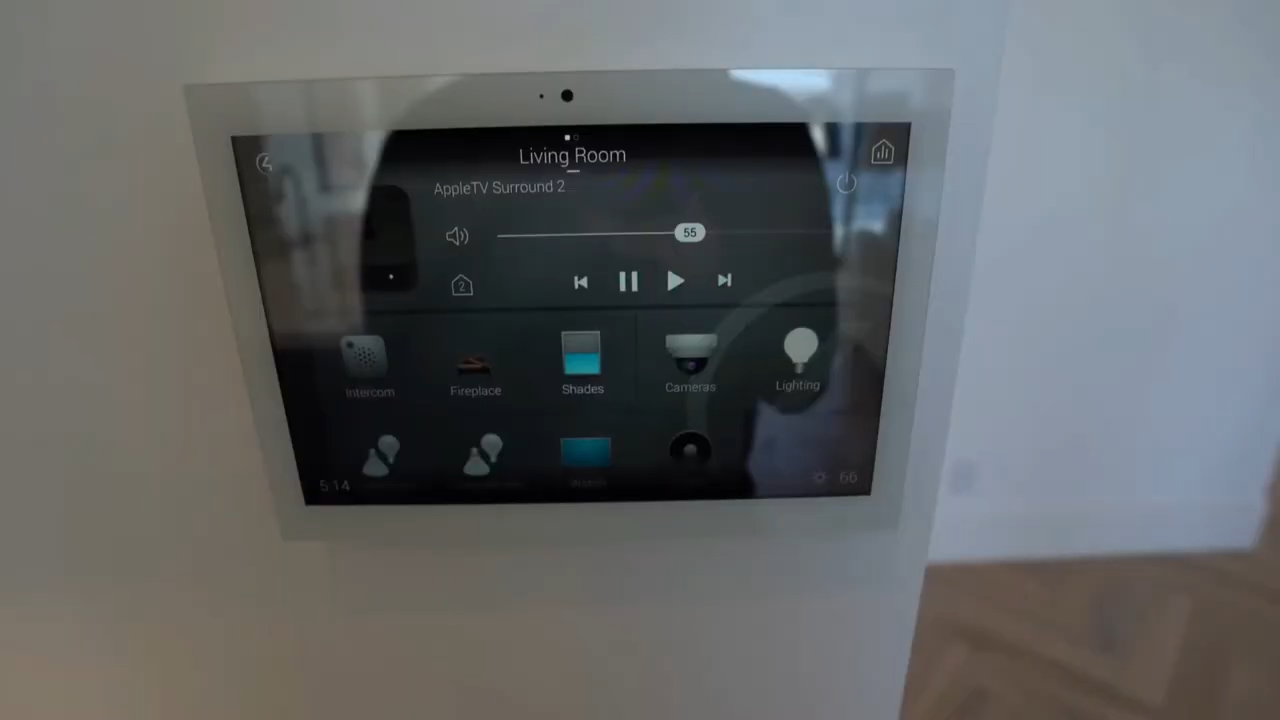 Living Room
AppleTV Surround 2
55
2
Intercom
Fireplace
Shades
Cameras
Lighting
5:14
66